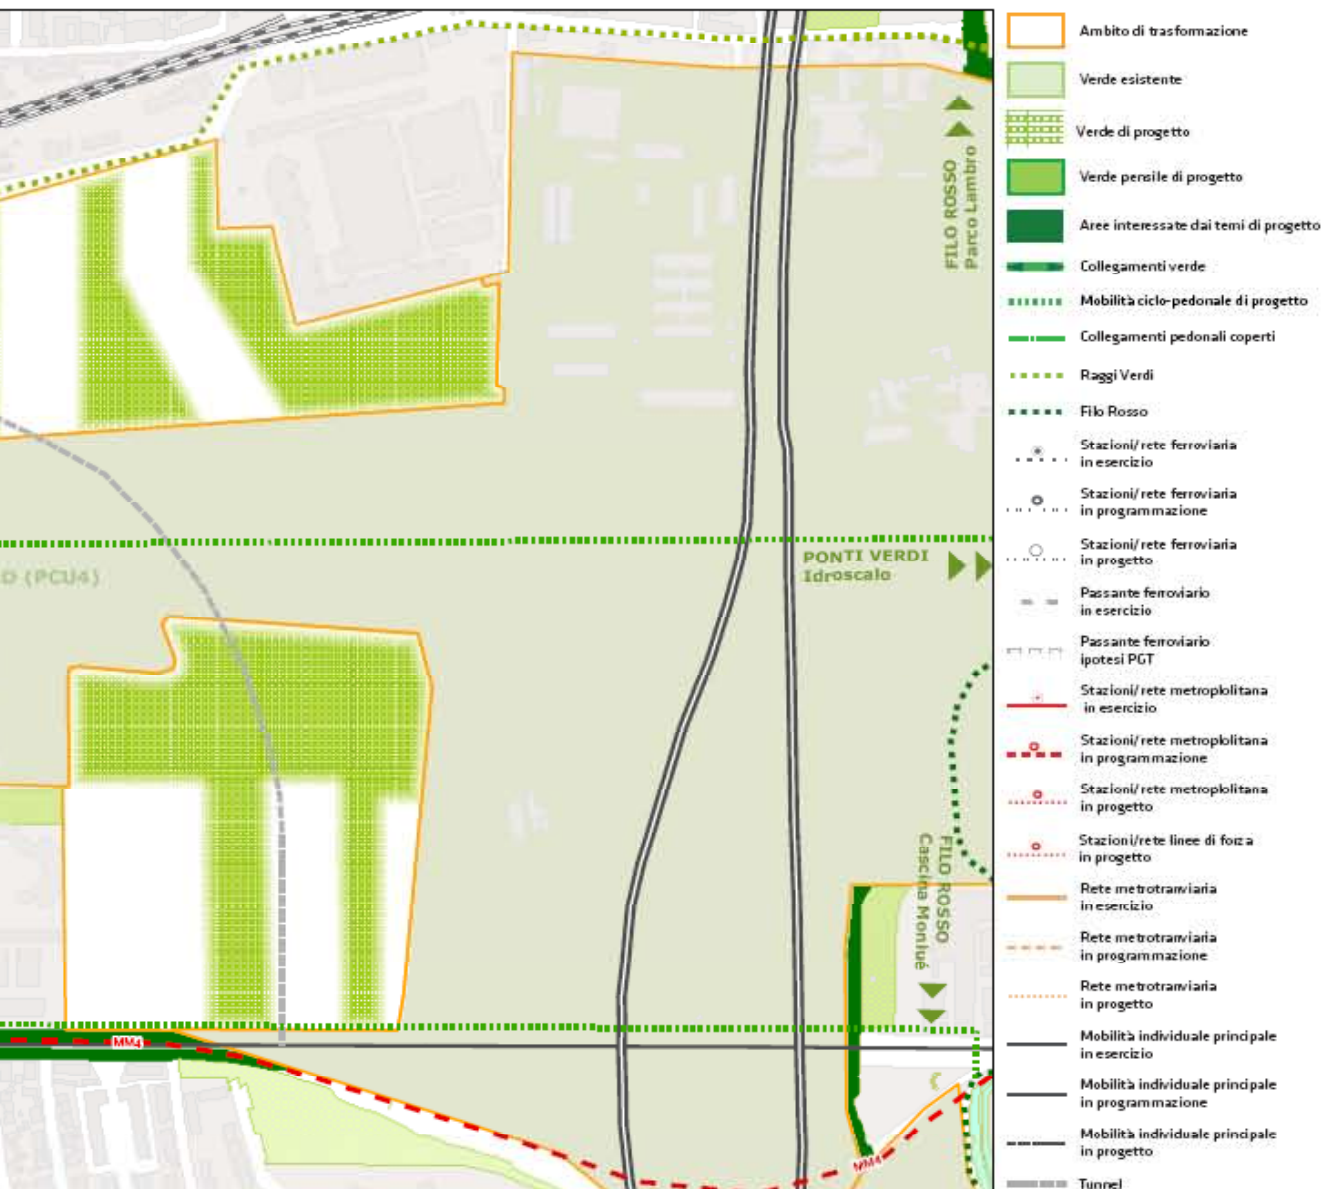 FILO ROSSO
Parco Lambro
PONTI VERDI
Idroscalo
O (PCU4)
FILO ROSSO
Cascina Monlué
MM4
MM4
Ambito di trasformazione
Verde esistente
Verde di progetto
Verde pensile di progetto
Aree interessate dai temi di progetto
Collegamenti verde
Mobilità ciclo-pedonale di progetto
Collegamenti pedonali coperti
Raggi Verdi
Filo Rosso
Stazioni/rete ferroviaria
in esercizio
Stazioni/rete ferroviaria
in programmazione
Stazioni/rete ferroviaria
in progetto
Passante ferroviario
in esercizio
Passante ferroviario
ipotesi PGT
Stazioni/rete metroplolitana
in esercizio
Stazioni/rete metroplolitana
in programmazione
Stazioni/rete metroplolitana
in progetto
Stazioni/rete linee di forza
in progetto
Rete metrotranviaria
in esercizio
Rete metrotranviaria
in programmazione
Rete metrotranviaria
in progetto
Mobilità individuale principale
in esercizio
Mobilità individuale principale
in programmazione
Mobilità individuale principale
in progetto
Tunnel